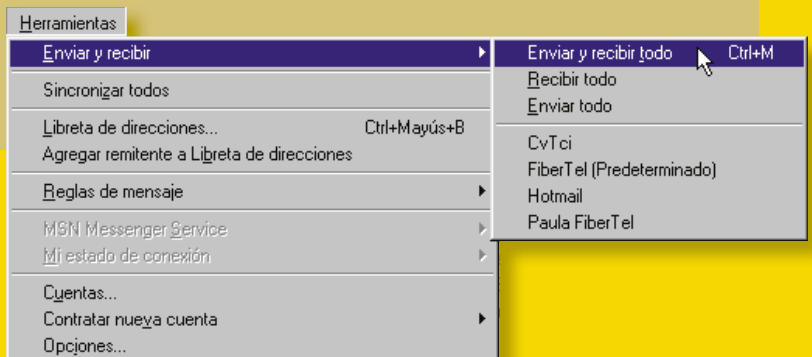 Herramientas
Enviar y recibir
Sincronizar todos
Libreta de direcciones... Ctrl+Mayús+B
Agregar remitente a Libreta de direcciones
Reglas de mensaje
MSN Messenger Service
Mi estado de conexión
Cuentas...
Contratar nueva cuenta
Opciones...
Enviar y recibir todo Ctrl+M
Recibir todo
Enviar todo
CvTci
FiberTel (Predeterminado)
Hotmail
Paula FiberTel